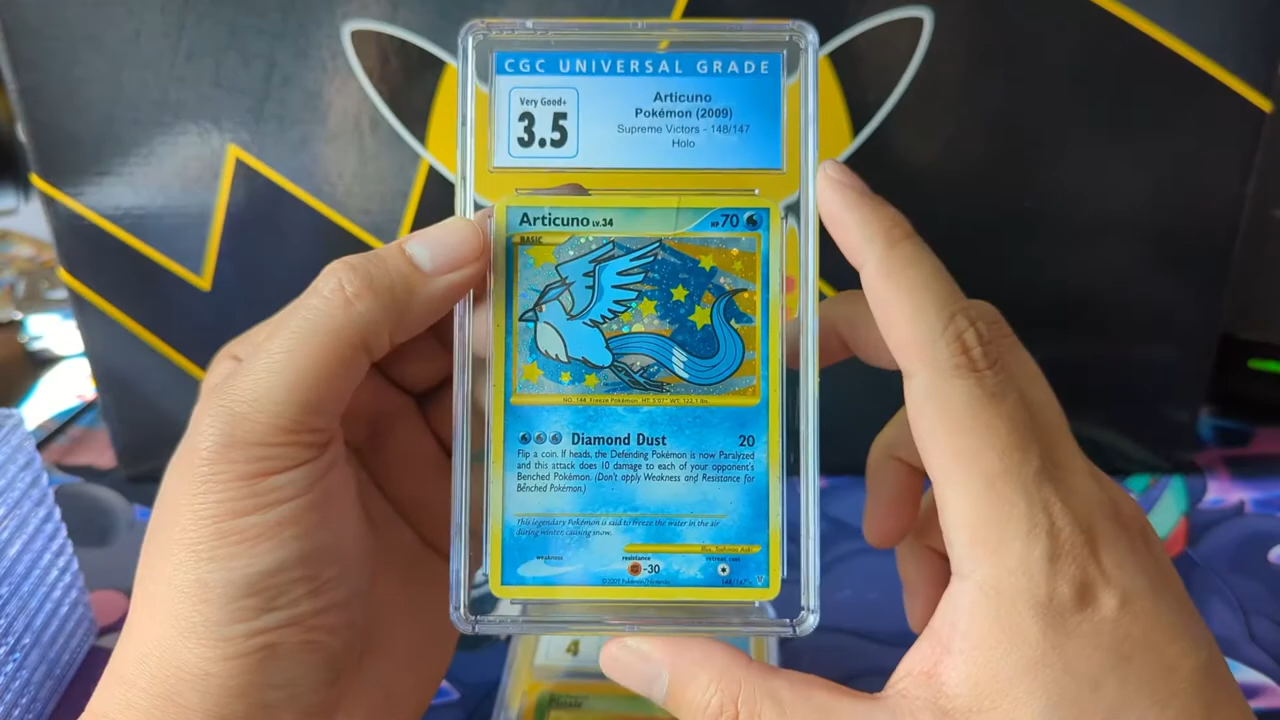 CGC UNIVERSAL GRADE
Very Good+
3.5
Articuno
Pokémon (2009)
Supreme Victors - 148/147
Holo
Articuno LV.34
HP 70
BASIC
NO. 144 Freeze Pokémon HT: 5'07" WT: 122.1 lbs.
Diamond Dust 20
Flip a coin. If heads, the Defending Pokémon is now Paralyzed
and this attack does 10 damage to each of your opponent's
Benched Pokémon. (Don't apply Weakness and Resistance for
Benched Pokémon.)
This legendary Pokémon is said to freeze the water in the air
during winter, causing snow.
weakness
resistance
-30
retreat cost
©2009 Pokémon/Nintendo
148/147
4